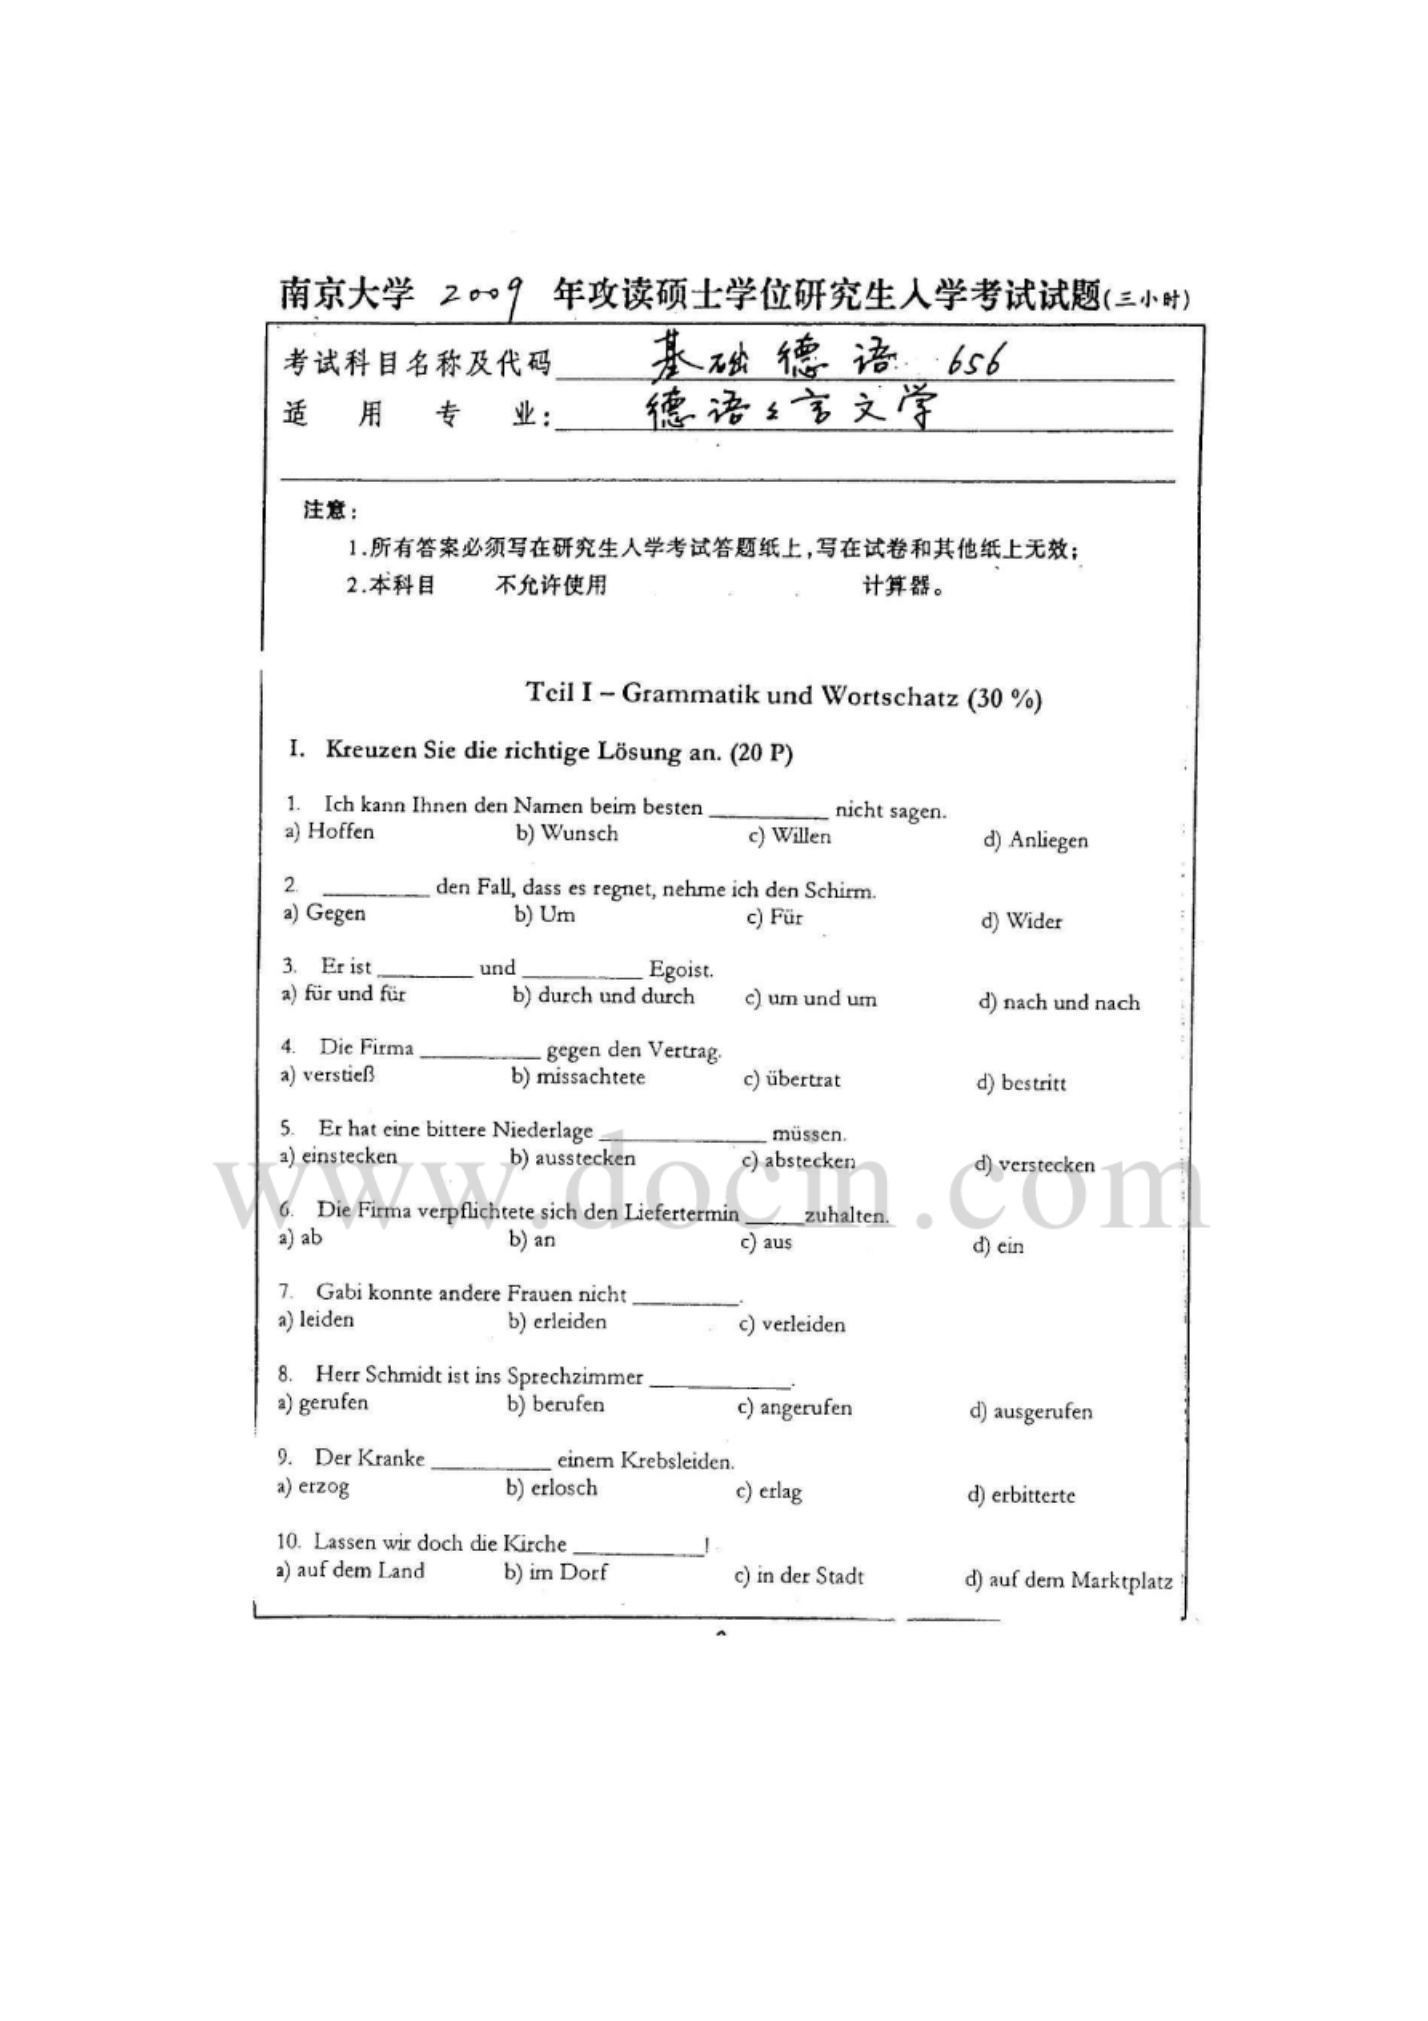 南京大学 2009 年攻读硕士学位研究生入学考试试题(三小时)
考试科目名称及代码 基础德语 656
适用专业: 德语语言文学
注意:
1.所有答案必须写在研究生入学考试答题纸上,写在试卷和其他纸上无效;
2.本科目 不允许使用 计算器。
Teil I – Grammatik und Wortschatz (30 %)
I. Kreuzen Sie die richtige Lösung an. (20 P)
1. Ich kann Ihnen den Namen beim besten __________ nicht sagen.
a) Hoffen b) Wunsch c) Willen d) Anliegen
2. __________ den Fall, dass es regnet, nehme ich den Schirm.
a) Gegen b) Um c) Für d) Wider
3. Er ist ________ und __________ Egoist.
a) für und für b) durch und durch c) um und um d) nach und nach
4. Die Firma __________ gegen den Vertrag.
a) verstieß b) missachtete c) übertrat d) bestritt
5. Er hat eine bittere Niederlage ______________ müssen.
a) einstecken b) ausstecken c) abstecken d) verstecken
www.docin.com
6. Die Firma verpflichtete sich den Liefertermin _____zuhalten.
a) ab b) an c) aus d) ein
7. Gabi konnte andere Frauen nicht _________.
a) leiden b) erleiden c) verleiden
8. Herr Schmidt ist ins Sprechzimmer ____________.
a) gerufen b) berufen c) angerufen d) ausgerufen
9. Der Kranke __________ einem Krebsleiden.
a) erzog b) erlosch c) erlag d) erbitterte
10. Lassen wir doch die Kirche ___________!
a) auf dem Land b) im Dorf c) in der Stadt d) auf dem Marktplatz